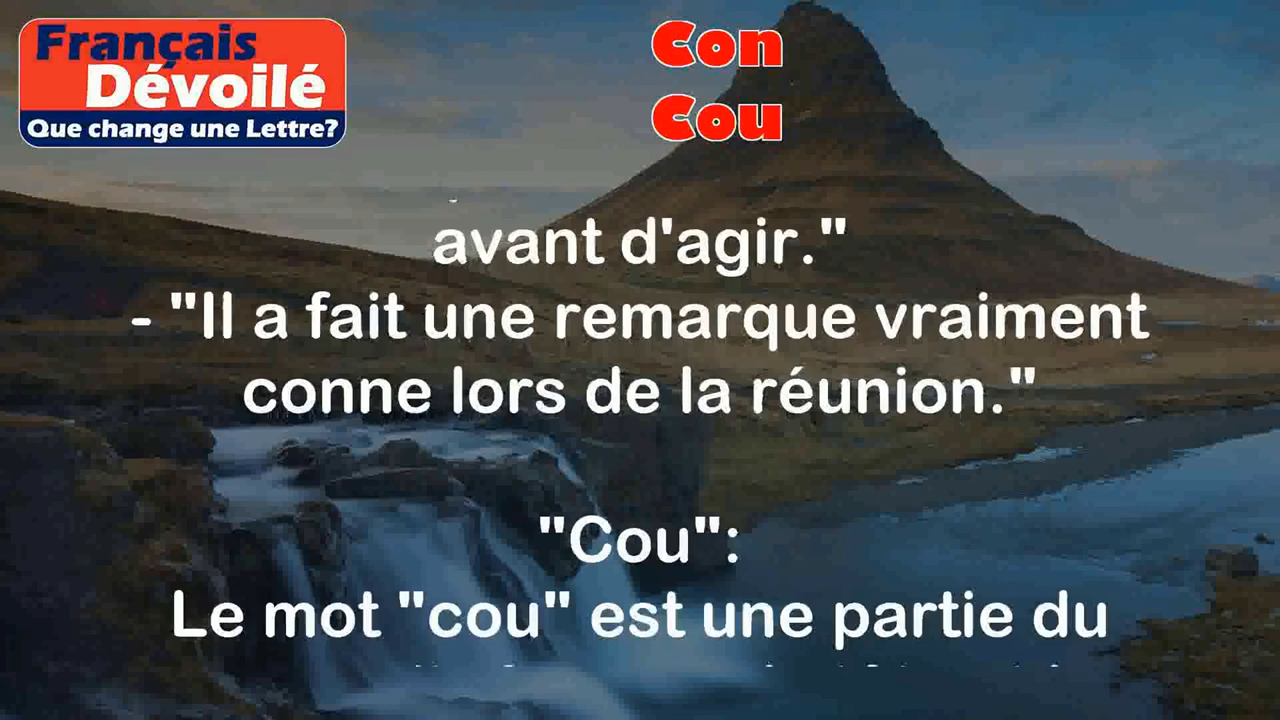 Français
Dévoilé
Que change une Lettre?
Con
Cou
avant d'agir."
- "Il a fait une remarque vraiment
conne lors de la réunion."
"Cou":
Le mot "cou" est une partie du